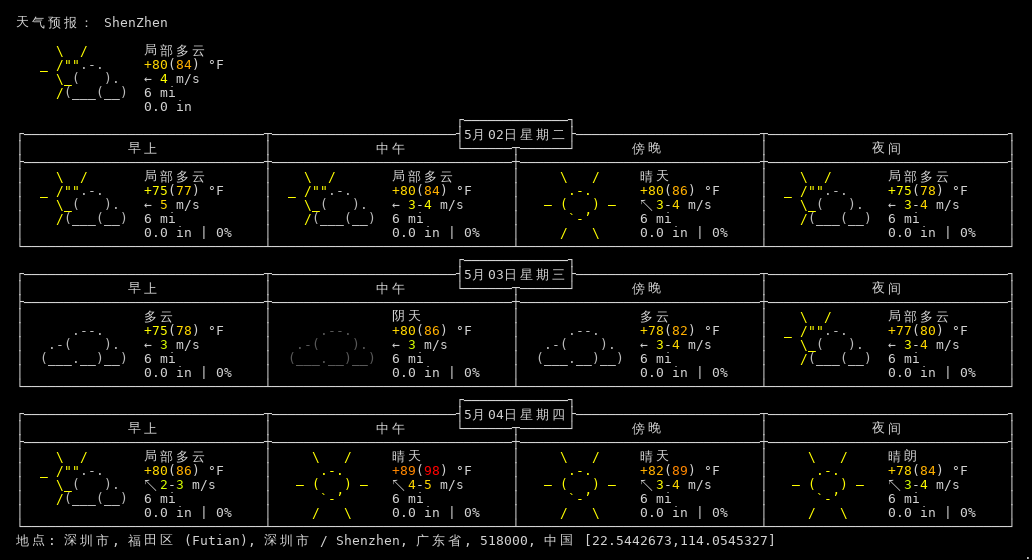 天气预报： ShenZhen
局部多云
+80(84) °F
← 4 m/s
6 mi
0.0 in
5月02日星期二
早上 中午 傍晚 夜间
局部多云 局部多云 晴天 局部多云
+75(77) °F +80(84) °F +80(86) °F +75(78) °F
← 5 m/s ← 3-4 m/s ↖ 3-4 m/s ← 3-4 m/s
6 mi 6 mi 6 mi 6 mi
0.0 in | 0% 0.0 in | 0% 0.0 in | 0% 0.0 in | 0%
5月03日星期三
早上 中午 傍晚 夜间
多云 阴天 多云 局部多云
+75(78) °F +80(86) °F +78(82) °F +77(80) °F
← 3 m/s ← 3 m/s ← 3-4 m/s ← 3-4 m/s
6 mi 6 mi 6 mi 6 mi
0.0 in | 0% 0.0 in | 0% 0.0 in | 0% 0.0 in | 0%
5月04日星期四
早上 中午 傍晚 夜间
局部多云 晴天 晴天 晴朗
+80(86) °F +89(98) °F +82(89) °F +78(84) °F
↖ 2-3 m/s ↖ 4-5 m/s ↖ 3-4 m/s ↖ 3-4 m/s
6 mi 6 mi 6 mi 6 mi
0.0 in | 0% 0.0 in | 0% 0.0 in | 0% 0.0 in | 0%
地点: 深圳市, 福田区 (Futian), 深圳市 / Shenzhen, 广东省, 518000, 中国 [22.5442673,114.0545327]